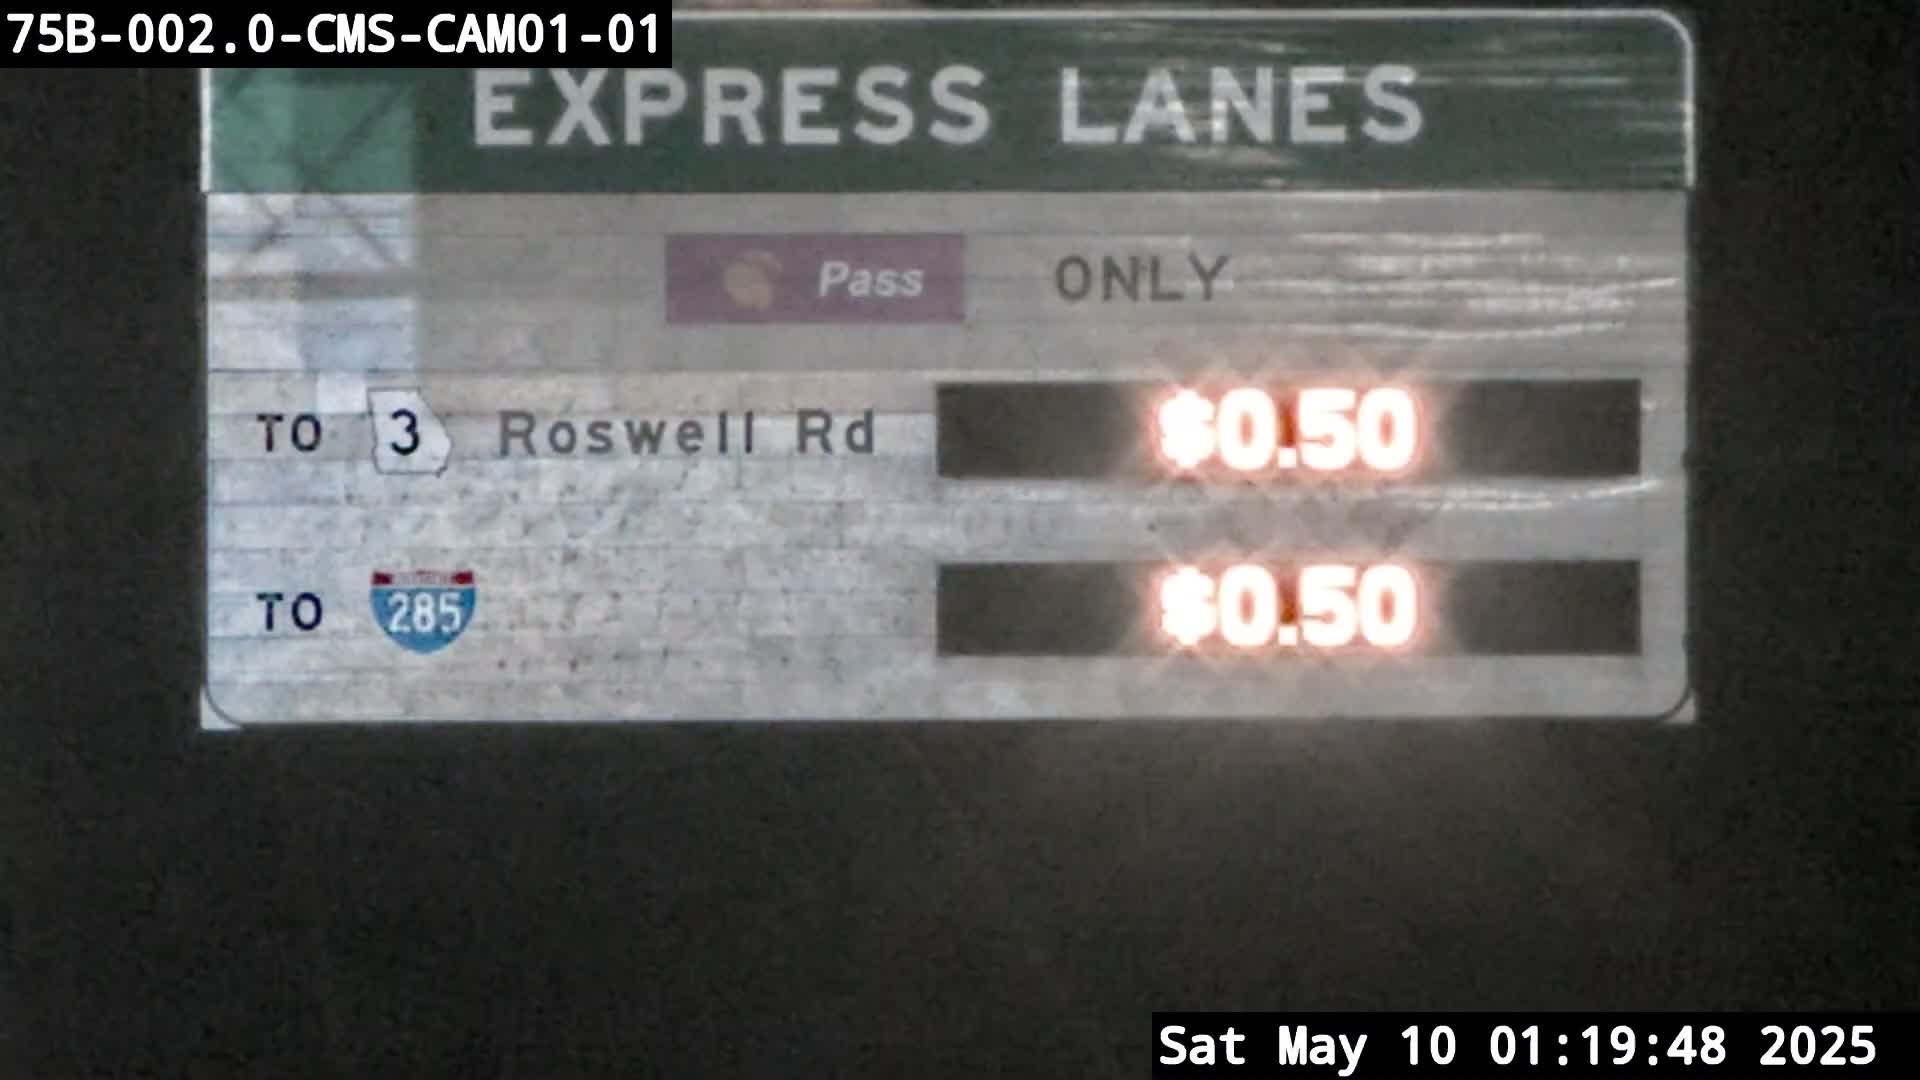 75B-002.0-CMS-CAM01-01
EXPRESS LANES
Pass ONLY
TO 3 Roswell Rd $0.50
TO 285 $0.50
Sat May 10 01:19:48 2025